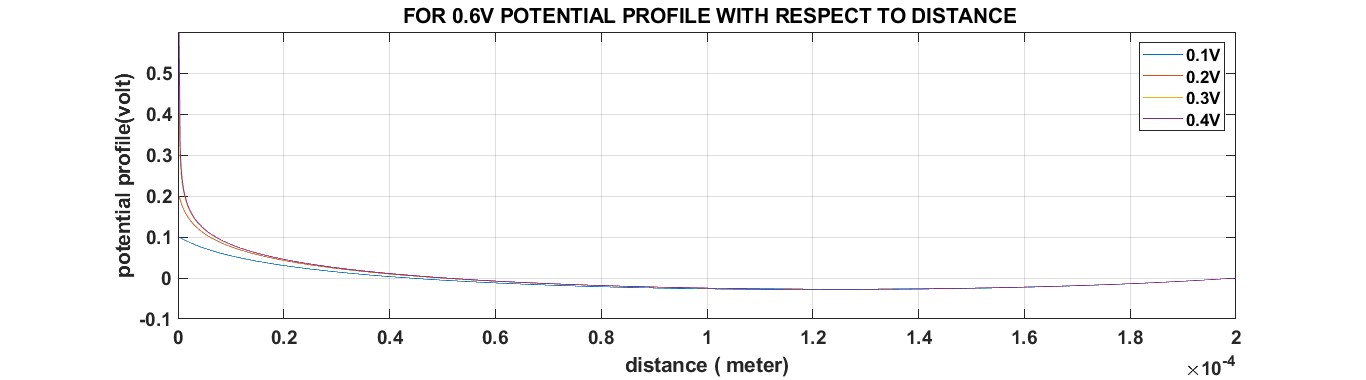 FOR 0.6V POTENTIAL PROFILE WITH RESPECT TO DISTANCE
potential profile(volt)
0.5
0.4
0.3
0.2
0.1
0
-0.1
0.1V
0.2V
0.3V
0.4V
0 0.2 0.4 0.6 0.8 1 1.2 1.4 1.6 1.8 2
distance ( meter)
×10-4